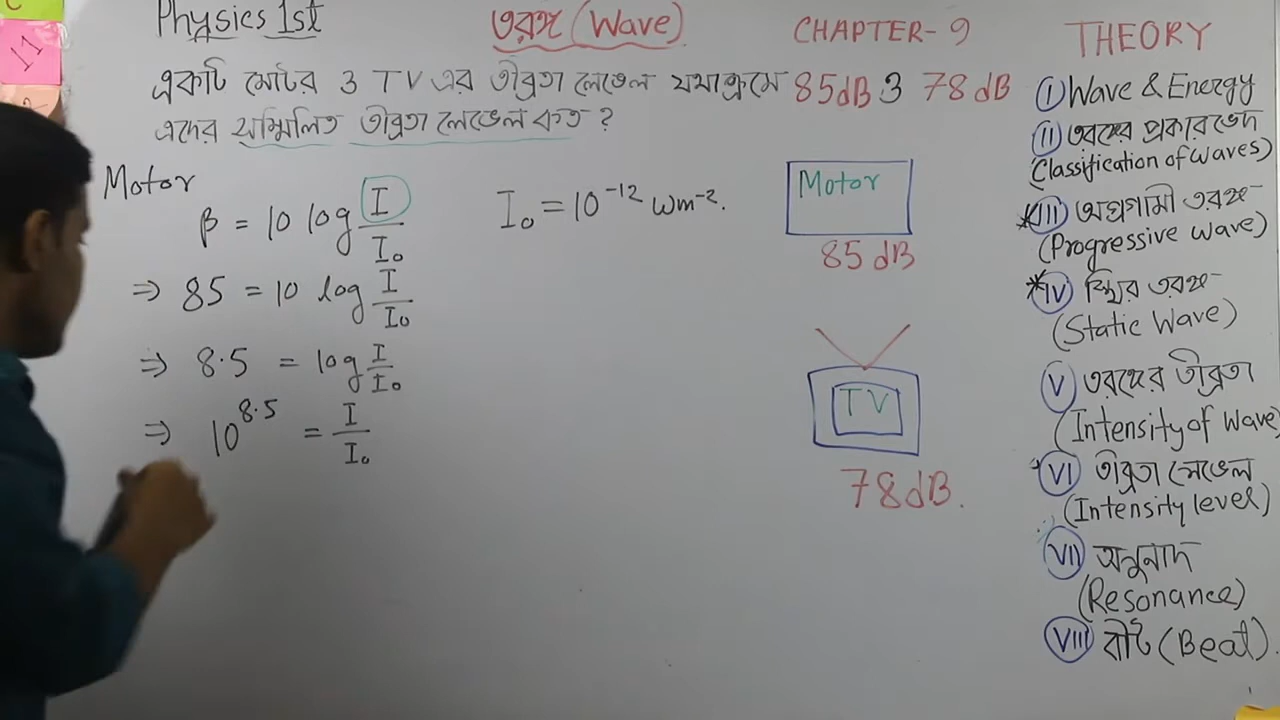 Physics 1st
তরঙ্গ (Wave)
CHAPTER-9
একটি মোটর ও TV এর তীব্রতা লেভেল যথাক্রমে 85dB ও 78dB
এদের সম্মিলিত তীব্রতা লেভেল কত?
Motor
β = 10 log I/I₀
I₀ = 10⁻¹² wm⁻².
⇒ 85 = 10 log I/I₀
⇒ 8.5 = log I/I₀
⇒ 10^8.5 = I/I₀
Motor
85 dB
TV
78dB.
THEORY
(I) Wave & Energy
(II) তরঙ্গের প্রকারভেদ
(Classification of Waves)
*(III) অগ্রগামী তরঙ্গ
(Progressive wave)
*(IV) স্থির তরঙ্গ
(Static Wave)
(V) তরঙ্গের তীব্রতা
(Intensity of Wave)
(VI) তীব্রতা লেভেল
(Intensity level)
(VII) অনুনাদ
(Resonance)
(VIII) বীট (Beat).
11